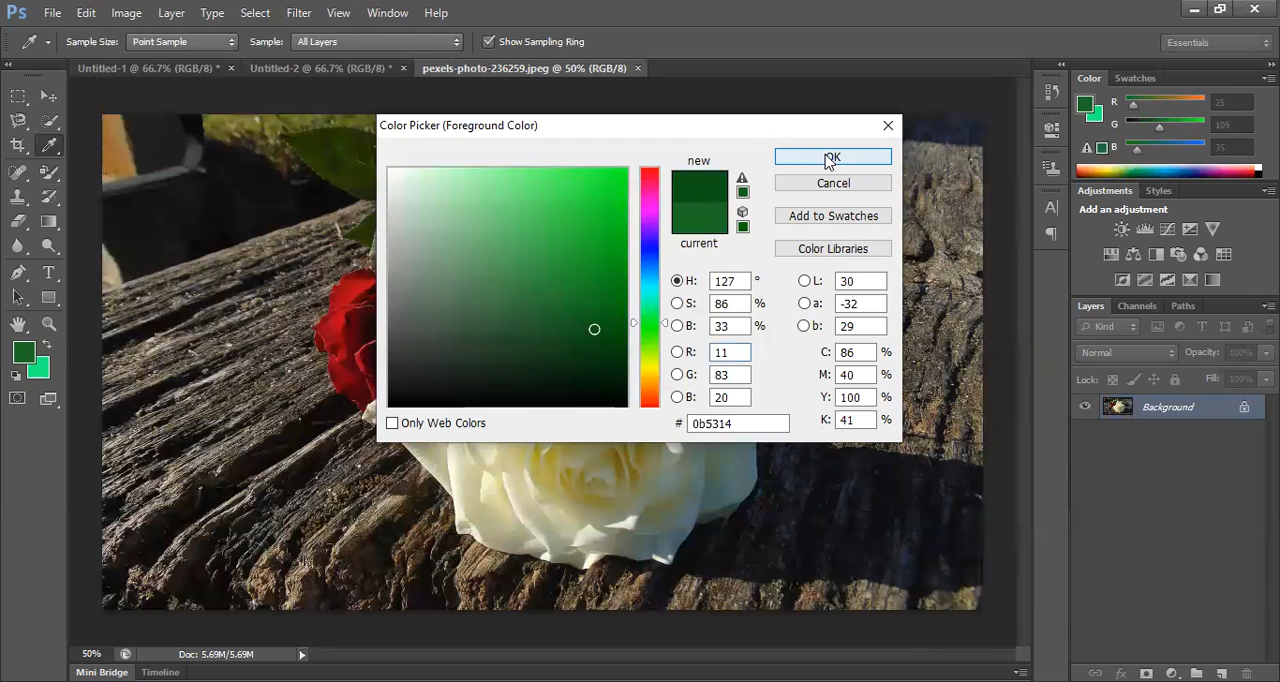 Ps File Edit Image Layer Type Select Filter View Window Help
Sample Size: Point Sample Sample: All Layers Show Sampling Ring Essentials
Untitled-1 @ 66.7% (RGB/8) * × Untitled-2 @ 66.7% (RGB/8) * × pexels-photo-236259.jpeg @ 50% (RGB/8) ×
Color Swatches
R 25
G 109
B 35
Adjustments Styles
Add an adjustment
Layers Channels Paths
Kind
Normal Opacity: 100%
Lock: Fill: 100%
Background
Color Picker (Foreground Color)
new
current
OK
Cancel
Add to Swatches
Color Libraries
H: 127 °
S: 86 %
B: 33 %
R: 11
G: 83
B: 20
# 0b5314
L: 30
a: -32
b: 29
C: 86 %
M: 40 %
Y: 100 %
K: 41 %
Only Web Colors
50% Doc: 5.69M/5.69M
Mini Bridge Timeline